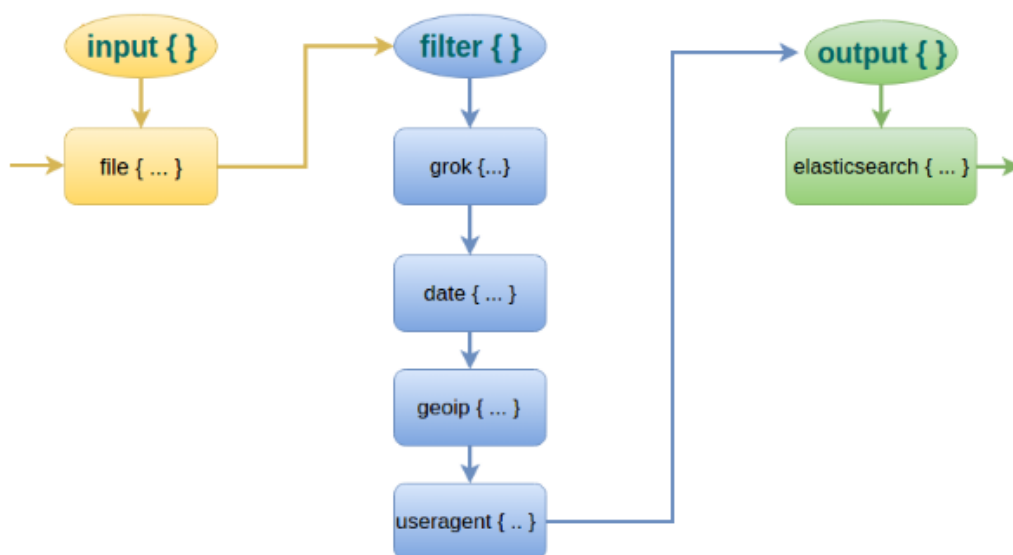 input { }
file { ... }
filter { }
grok {...}
date { ... }
geoip { ... }
useragent { .. }
output { }
elasticsearch { ... }